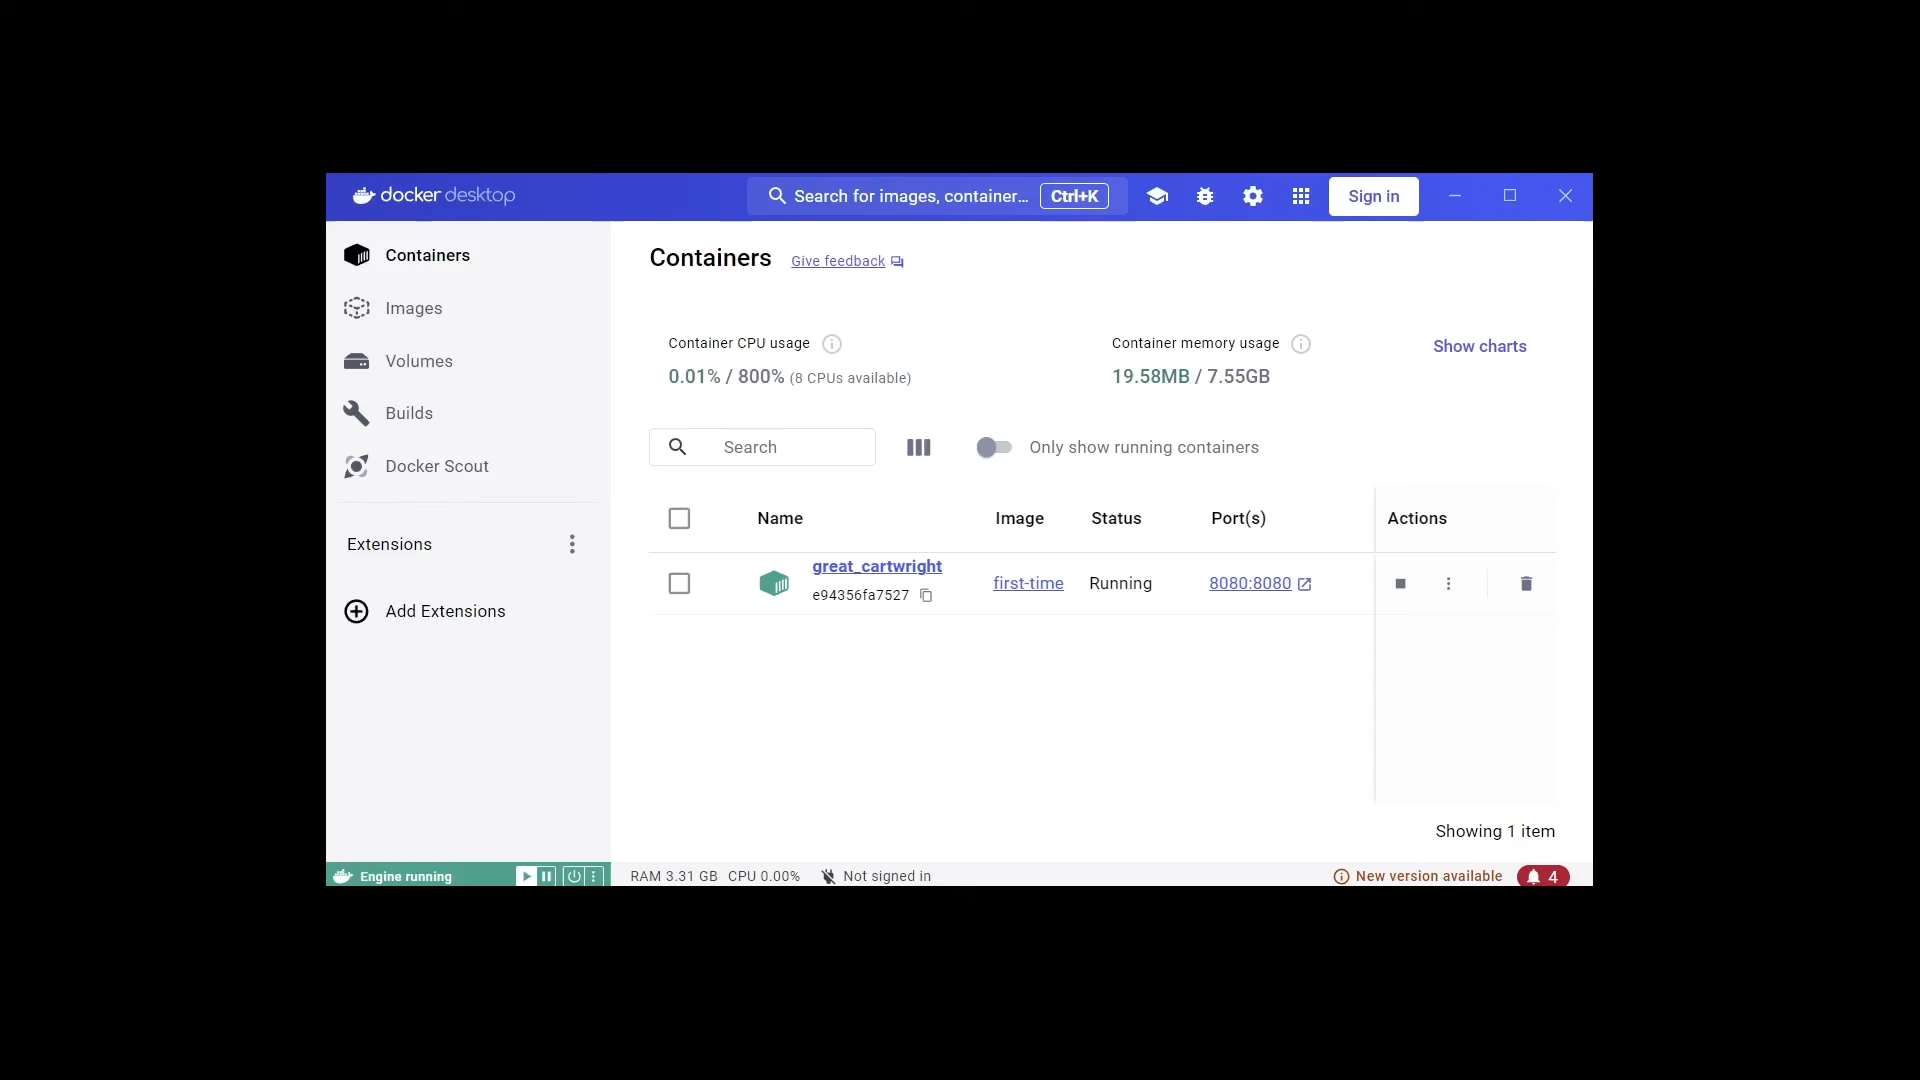 docker desktop
Search for images, container... Ctrl+K
Sign in
Containers
Images
Volumes
Builds
Docker Scout
Extensions
Add Extensions
Containers Give feedback
Container CPU usage
0.01% / 800% (8 CPUs available)
Container memory usage
19.58MB / 7.55GB
Show charts
Search
Only show running containers
Name Image Status Port(s) Actions
great_cartwright
e94356fa7527
first-time Running 8080:8080
Showing 1 item
Engine running
RAM 3.31 GB CPU 0.00% Not signed in
New version available 4